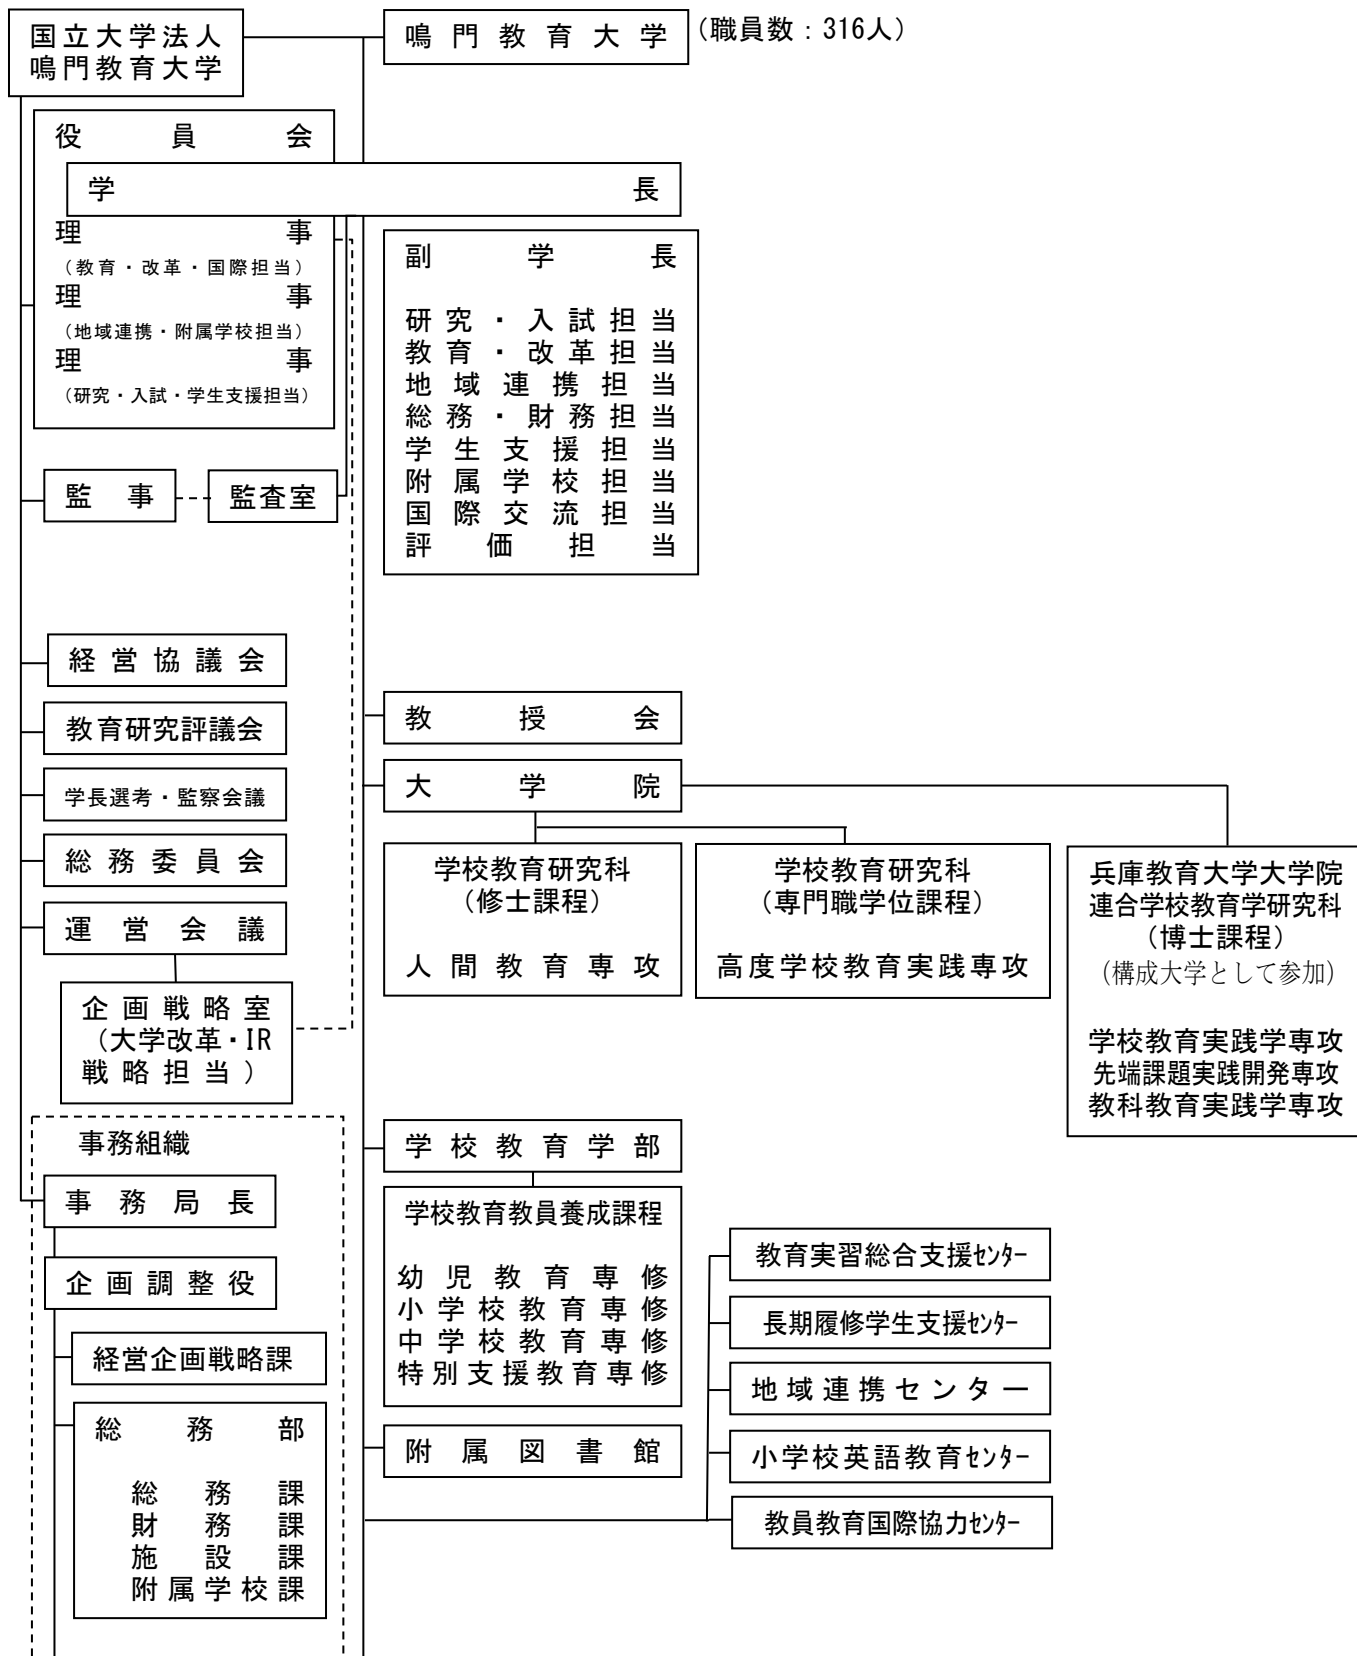 国立大学法人
鳴門教育大学
鳴門教育大学
(職員数：316人)
役員会
学長
理事
(教育・改革・国際担当)
理事
(地域連携・附属学校担当)
理事
(研究・入試・学生支援担当)
副学長
研究・入試担当
教育・改革担当
地域連携担当
総務・財務担当
学生支援担当
附属学校担当
国際交流担当
評価担当
監事
監査室
経営協議会
教育研究評議会
学長選考・監察会議
総務委員会
運営会議
企画戦略室
(大学改革・IR
戦略担当)
教授会
大学院
学校教育研究科
(修士課程)
人間教育専攻
学校教育研究科
(専門職学位課程)
高度学校教育実践専攻
兵庫教育大学大学院
連合学校教育学研究科
(博士課程)
(構成大学として参加)
学校教育実践学専攻
先端課題実践開発専攻
教科教育実践学専攻
事務組織
事務局長
企画調整役
経営企画戦略課
総務部
総務課
財務課
施設課
附属学校課
学校教育学部
学校教育教員養成課程
幼児教育専修
小学校教育専修
中学校教育専修
特別支援教育専修
附属図書館
教育実習総合支援ｾﾝﾀｰ
長期履修学生支援ｾﾝﾀｰ
地域連携センター
小学校英語教育ｾﾝﾀｰ
教員教育国際協力ｾﾝﾀｰ